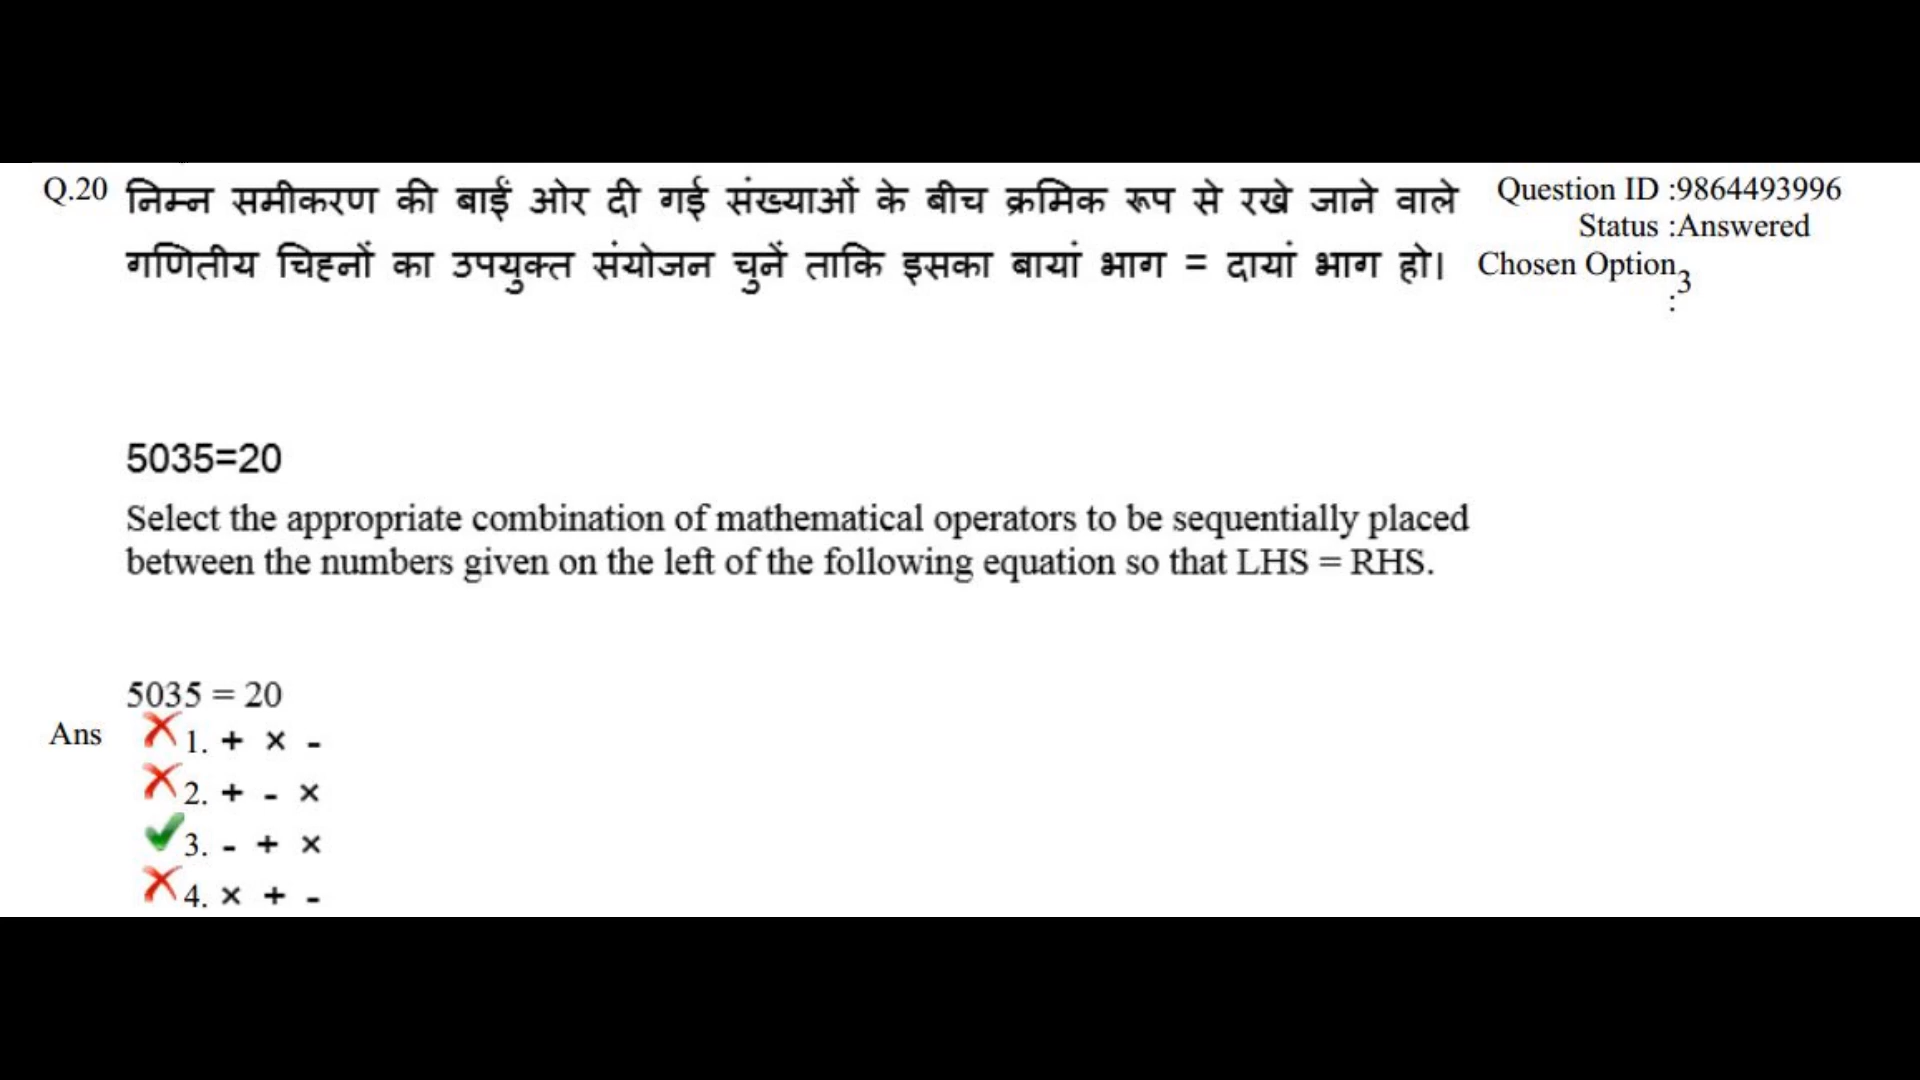 Q.20 निम्न समीकरण की बाईं ओर दी गई संख्याओं के बीच क्रमिक रूप से रखे जाने वाले
गणितीय चिह्नों का उपयुक्त संयोजन चुनें ताकि इसका बायां भाग = दायां भाग हो।
Question ID :9864493996
Status :Answered
Chosen Option 3
:
5035=20
Select the appropriate combination of mathematical operators to be sequentially placed
between the numbers given on the left of the following equation so that LHS = RHS.
5035 = 20
Ans 1. + × -
2. + - ×
3. - + ×
4. × + -